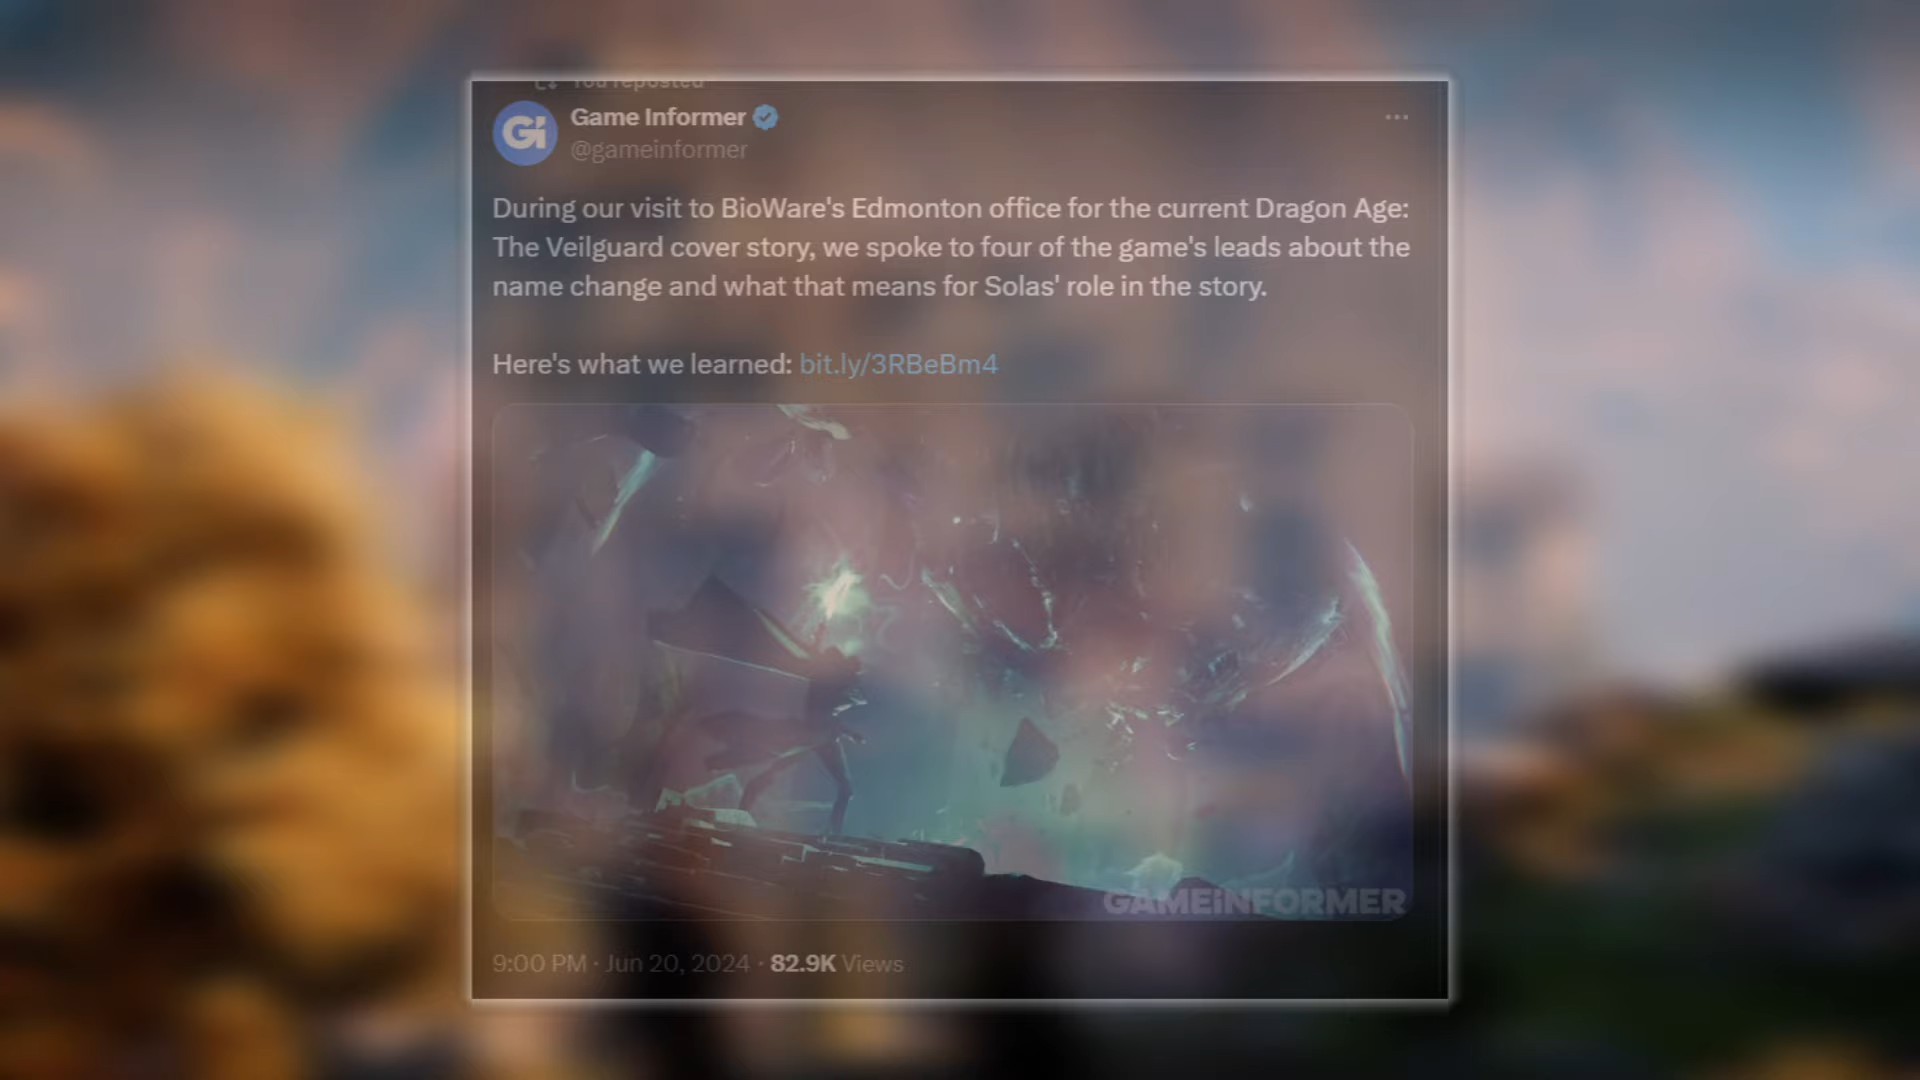 You reposted
Gi
Game Informer
@gameinformer
During our visit to BioWare's Edmonton office for the current Dragon Age:
The Veilguard cover story, we spoke to four of the game's leads about the
name change and what that means for Solas' role in the story.
Here's what we learned: bit.ly/3RBeBm4
GAMEiNFORMER
9:00 PM · Jun 20, 2024 · 82.9K Views